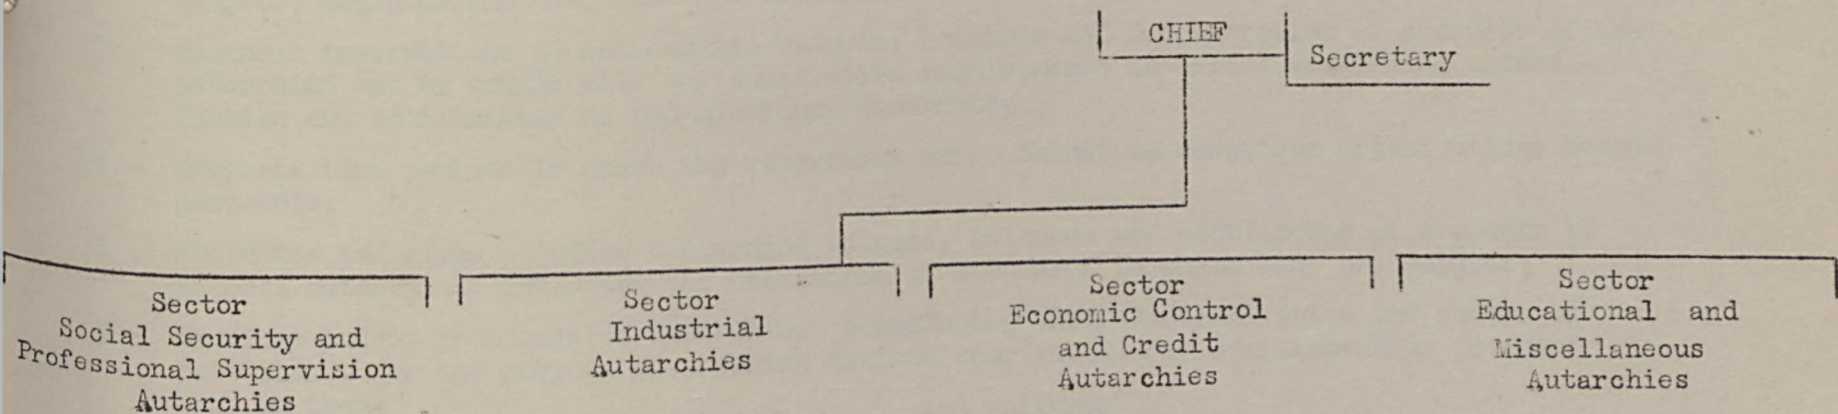 CHIEF
Secretary
Sector
Social Security and
Professional Supervision
Autarchies
Sector
Industrial
Autarchies
Sector
Economic Control
and Credit
Autarchies
Sector
Educational and
Miscellaneous
Autarchies